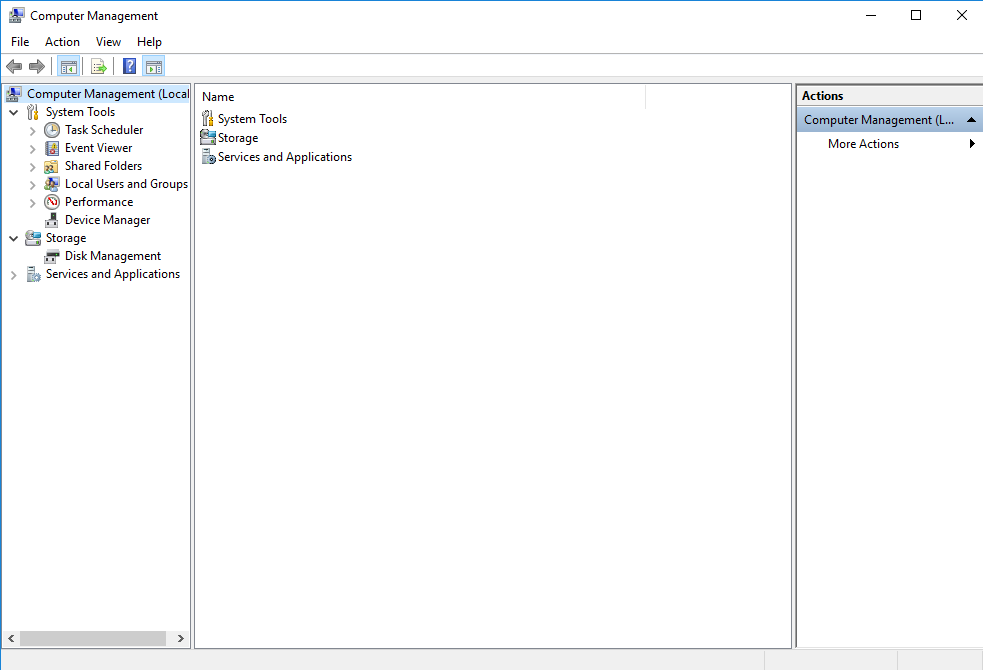 Computer Management
File Action View Help
Computer Management (Local
System Tools
Task Scheduler
Event Viewer
Shared Folders
Local Users and Groups
Performance
Device Manager
Storage
Disk Management
Services and Applications
Name
System Tools
Storage
Services and Applications
Actions
Computer Management (L...
More Actions